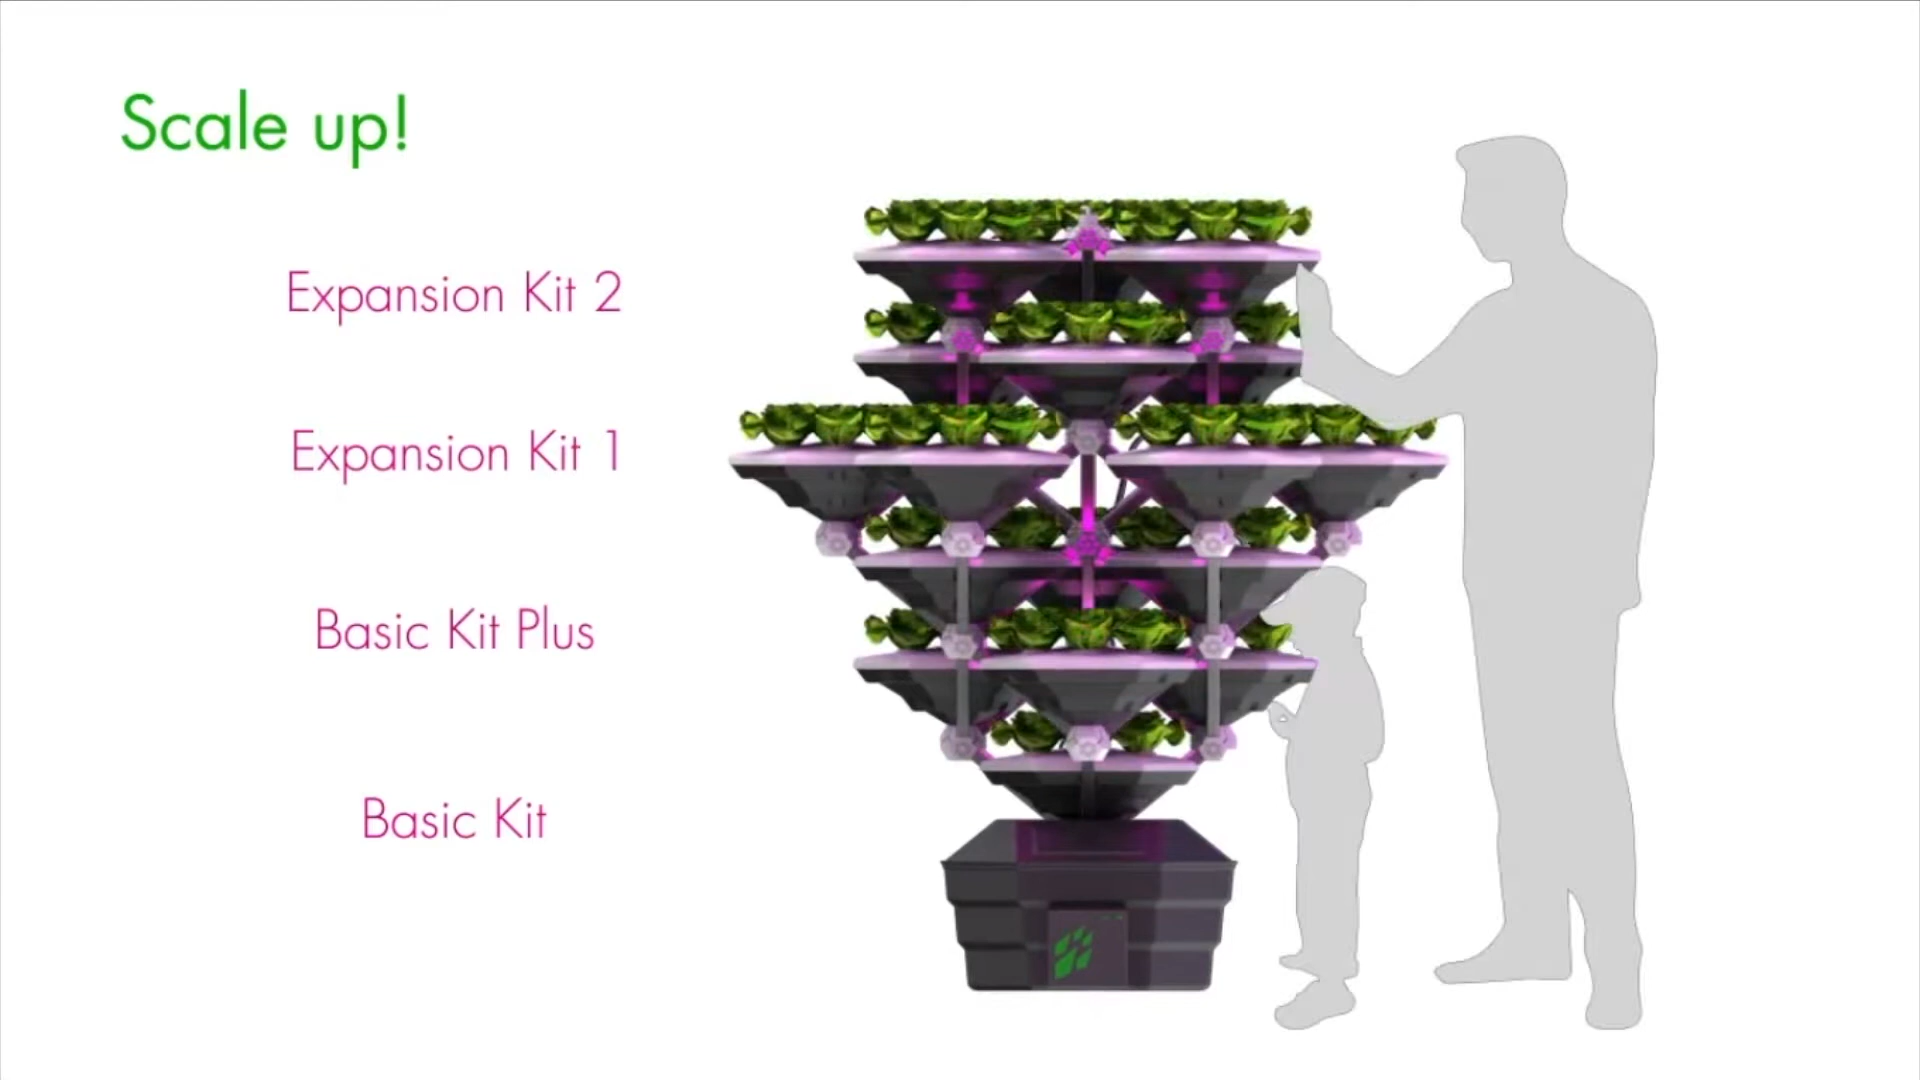 Scale up!
Expansion Kit 2
Expansion Kit 1
Basic Kit Plus
Basic Kit